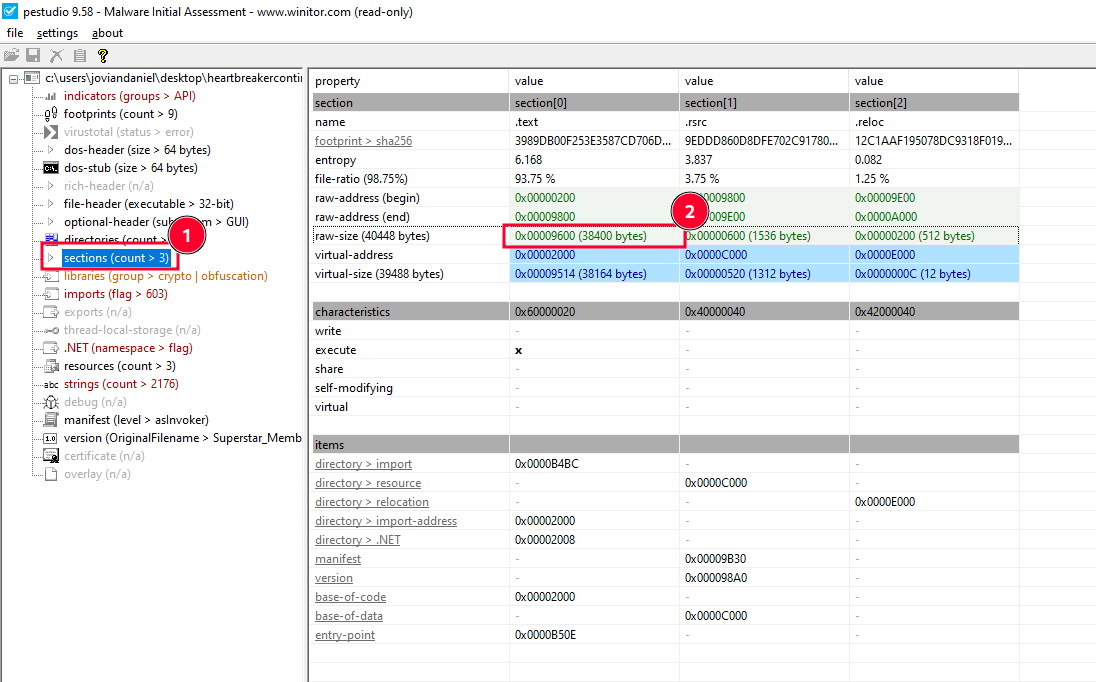 pestudio 9.58 - Malware Initial Assessment - www.winitor.com (read-only)
file settings about
c:\users\joviandaniel\desktop\heartbreakerconti
indicators (groups > API)
footprints (count > 9)
virustotal (status > error)
dos-header (size > 64 bytes)
dos-stub (size > 64 bytes)
rich-header (n/a)
file-header (executable > 32-bit)
optional-header (sub m > GUI)
directories (count >
sections (count > 3)
libraries (group > crypto | obfuscation)
imports (flag > 603)
exports (n/a)
thread-local-storage (n/a)
.NET (namespace > flag)
resources (count > 3)
abc strings (count > 2176)
debug (n/a)
manifest (level > asInvoker)
1.0 version (OriginalFilename > Superstar_Memb
certificate (n/a)
overlay (n/a)
1
2
property value value value
section section[0] section[1] section[2]
name .text .rsrc .reloc
footprint > sha256 3989DB00F253E3587CD706D... 9EDDD860D8DFE702C91780... 12C1AAF195078DC9318F019...
entropy 6.168 3.837 0.082
file-ratio (98.75%) 93.75 % 3.75 % 1.25 %
raw-address (begin) 0x00000200 0009800 0x00009E00
raw-address (end) 0x00009800 0009E00 0x0000A000
raw-size (40448 bytes) 0x00009600 (38400 bytes) 0x00000600 (1536 bytes) 0x00000200 (512 bytes)
virtual-address 0x00002000 0x0000C000 0x0000E000
virtual-size (39488 bytes) 0x00009514 (38164 bytes) 0x00000520 (1312 bytes) 0x0000000C (12 bytes)
characteristics 0x60000020 0x40000040 0x42000040
write - - -
execute x - -
share - - -
self-modifying - - -
virtual - - -
items
directory > import 0x0000B4BC - -
directory > resource - 0x0000C000 -
directory > relocation - - 0x0000E000
directory > import-address 0x00002000 - -
directory > .NET 0x00002008 - -
manifest - 0x00009B30 -
version - 0x000098A0 -
base-of-code 0x00002000 - -
base-of-data - 0x0000C000 -
entry-point 0x0000B50E - -